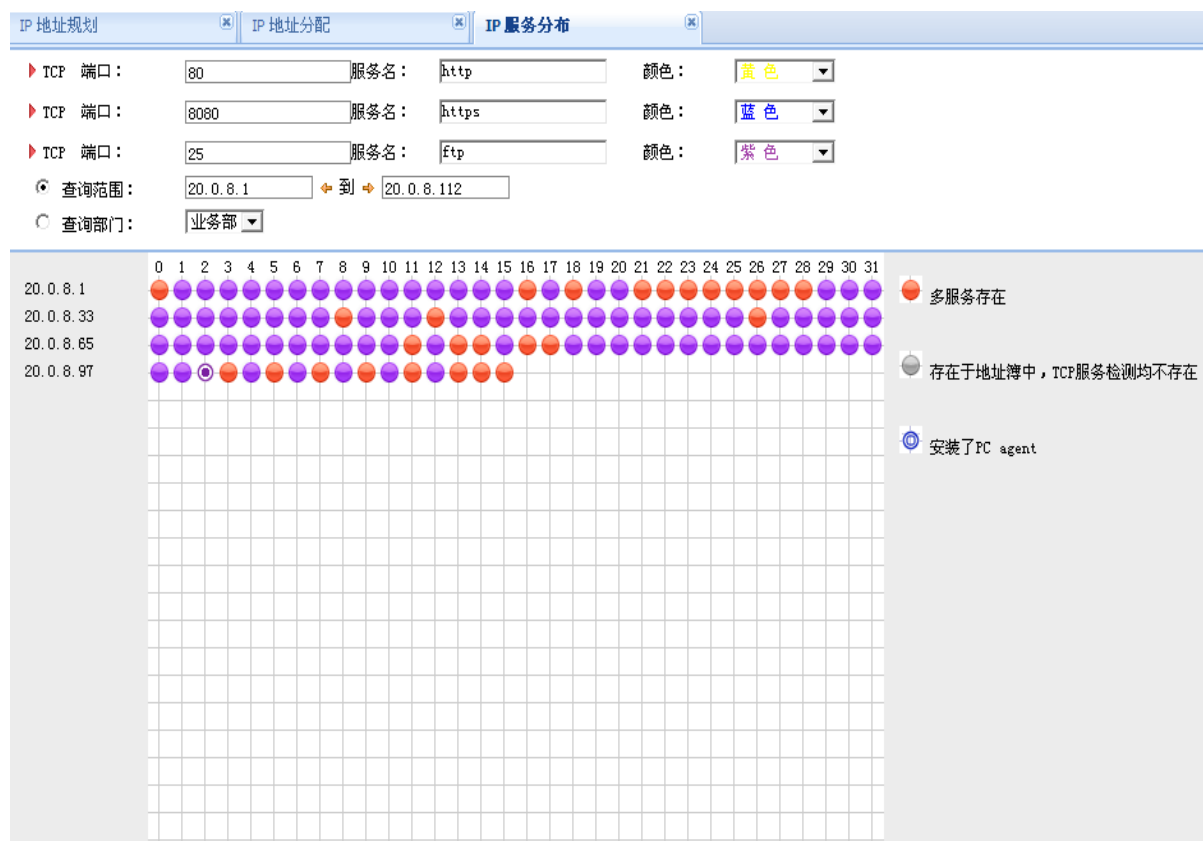 IP 地址规划 IP 地址分配 IP 服务分布
TCP 端口: 80 服务名: http 颜色: 黄 色
TCP 端口: 8080 服务名: https 颜色: 蓝 色
TCP 端口: 25 服务名: ftp 颜色: 紫 色
查询范围: 20.0.8.1 到 20.0.8.112
查询部门: 业务部
0 1 2 3 4 5 6 7 8 9 10 11 12 13 14 15 16 17 18 19 20 21 22 23 24 25 26 27 28 29 30 31
20.0.8.1
20.0.8.33
20.0.8.65
20.0.8.97
多服务存在
存在于地址簿中,TCP服务检测均不存在
安装了PC agent